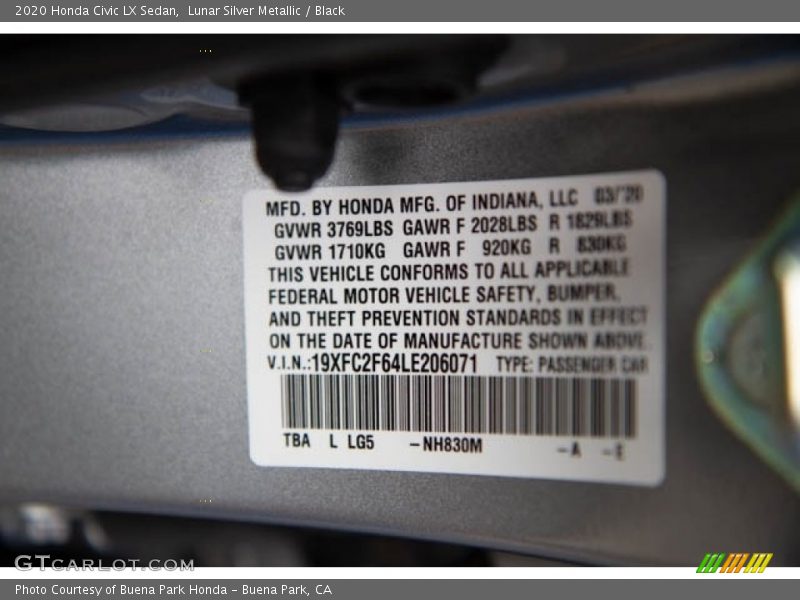 2020 Honda Civic LX Sedan,  Lunar Silver Metallic / Black
MFD. BY HONDA MFG. OF INDIANA, LLC 03/'20
GVWR 3769LBS GAWR F 2028LBS R 1829LBS
GVWR 1710KG GAWR F 920KG R 830KG
THIS VEHICLE CONFORMS TO ALL APPLICABLE
FEDERAL MOTOR VEHICLE SAFETY, BUMPER,
AND THEFT PREVENTION STANDARDS IN EFFECT
ON THE DATE OF MANUFACTURE SHOWN ABOVE.
V.I.N.:19XFC2F64LE206071 TYPE: PASSENGER CAR
TBA L LG5 -NH830M -A -E
GTCARLOT.COM
Photo Courtesy of Buena Park Honda - Buena Park, CA